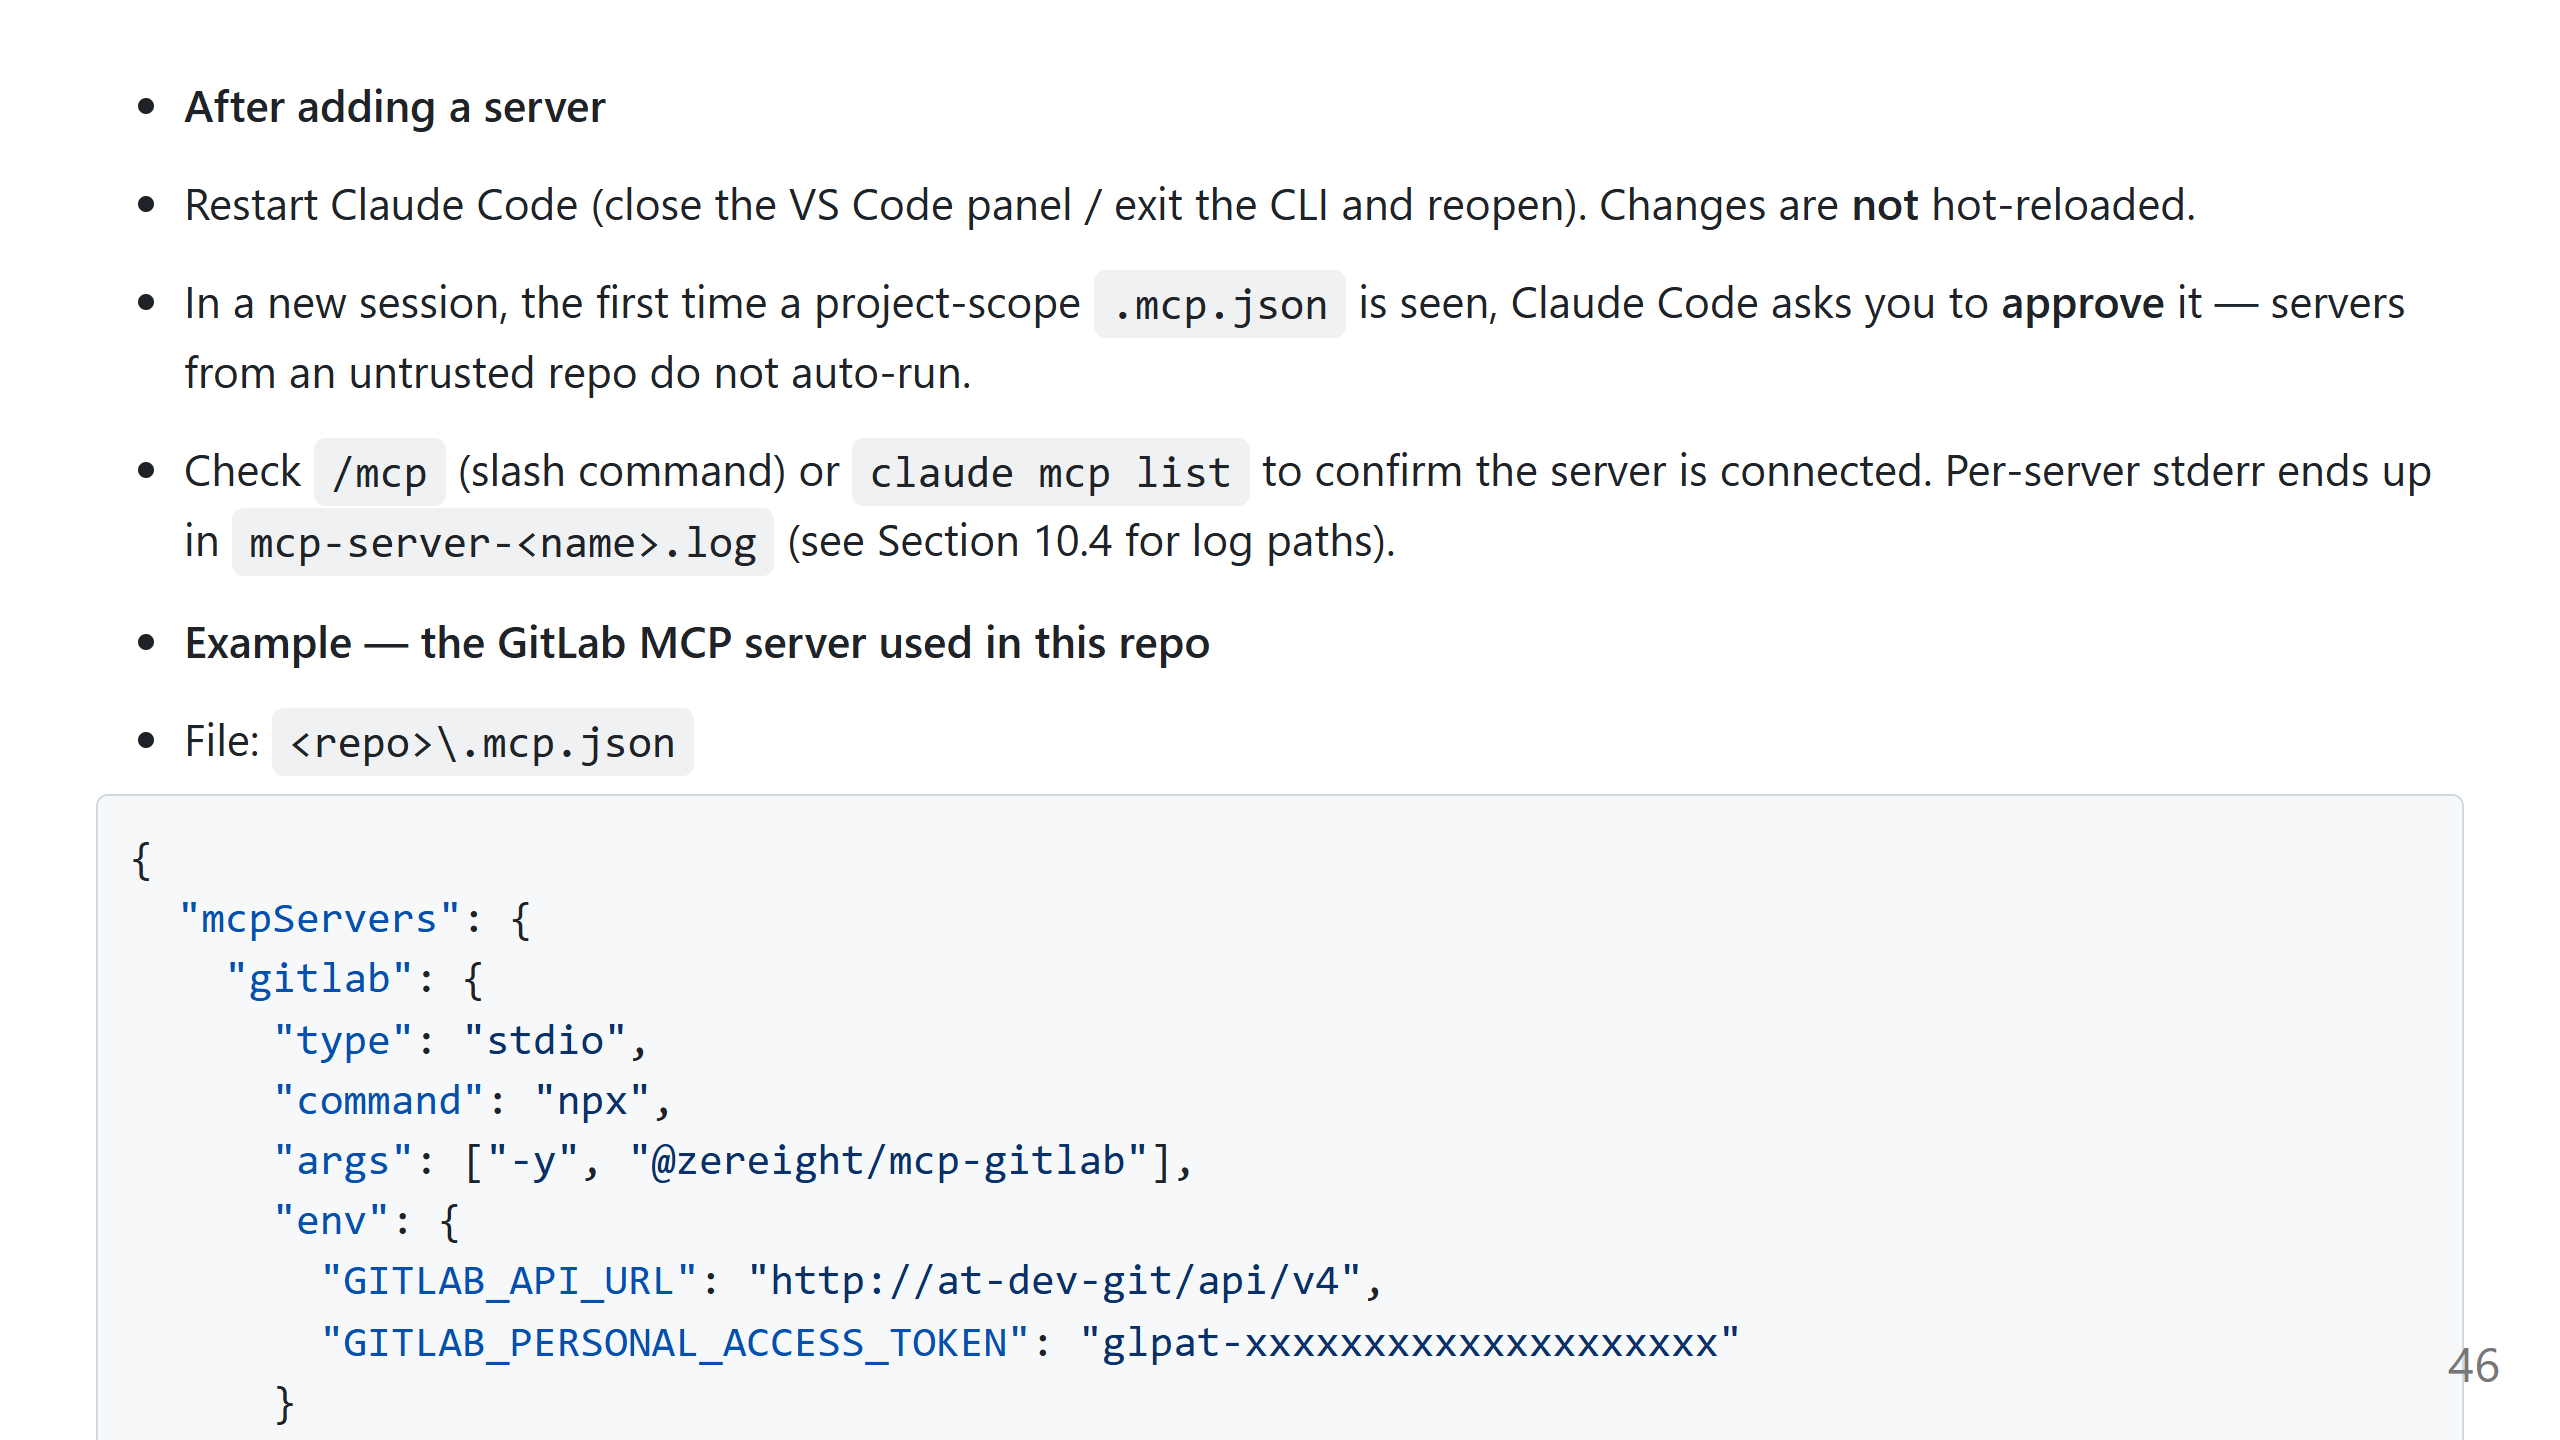 After adding a server
Restart Claude Code (close the VS Code panel / exit the CLI and reopen). Changes are not hot-reloaded.
In a new session, the first time a project-scope .mcp.json is seen, Claude Code asks you to approve it — servers
from an untrusted repo do not auto-run.
Check /mcp (slash command) or claude mcp list to confirm the server is connected. Per-server stderr ends up
in mcp-server-<name>.log (see Section 10.4 for log paths).
Example — the GitLab MCP server used in this repo
File: <repo>\.mcp.json
{
  "mcpServers": {
    "gitlab": {
      "type": "stdio",
      "command": "npx",
      "args": ["-y", "@zereight/mcp-gitlab"],
      "env": {
        "GITLAB_API_URL": "http://at-dev-git/api/v4",
        "GITLAB_PERSONAL_ACCESS_TOKEN": "glpat-xxxxxxxxxxxxxxxxxxxx"
      }
46